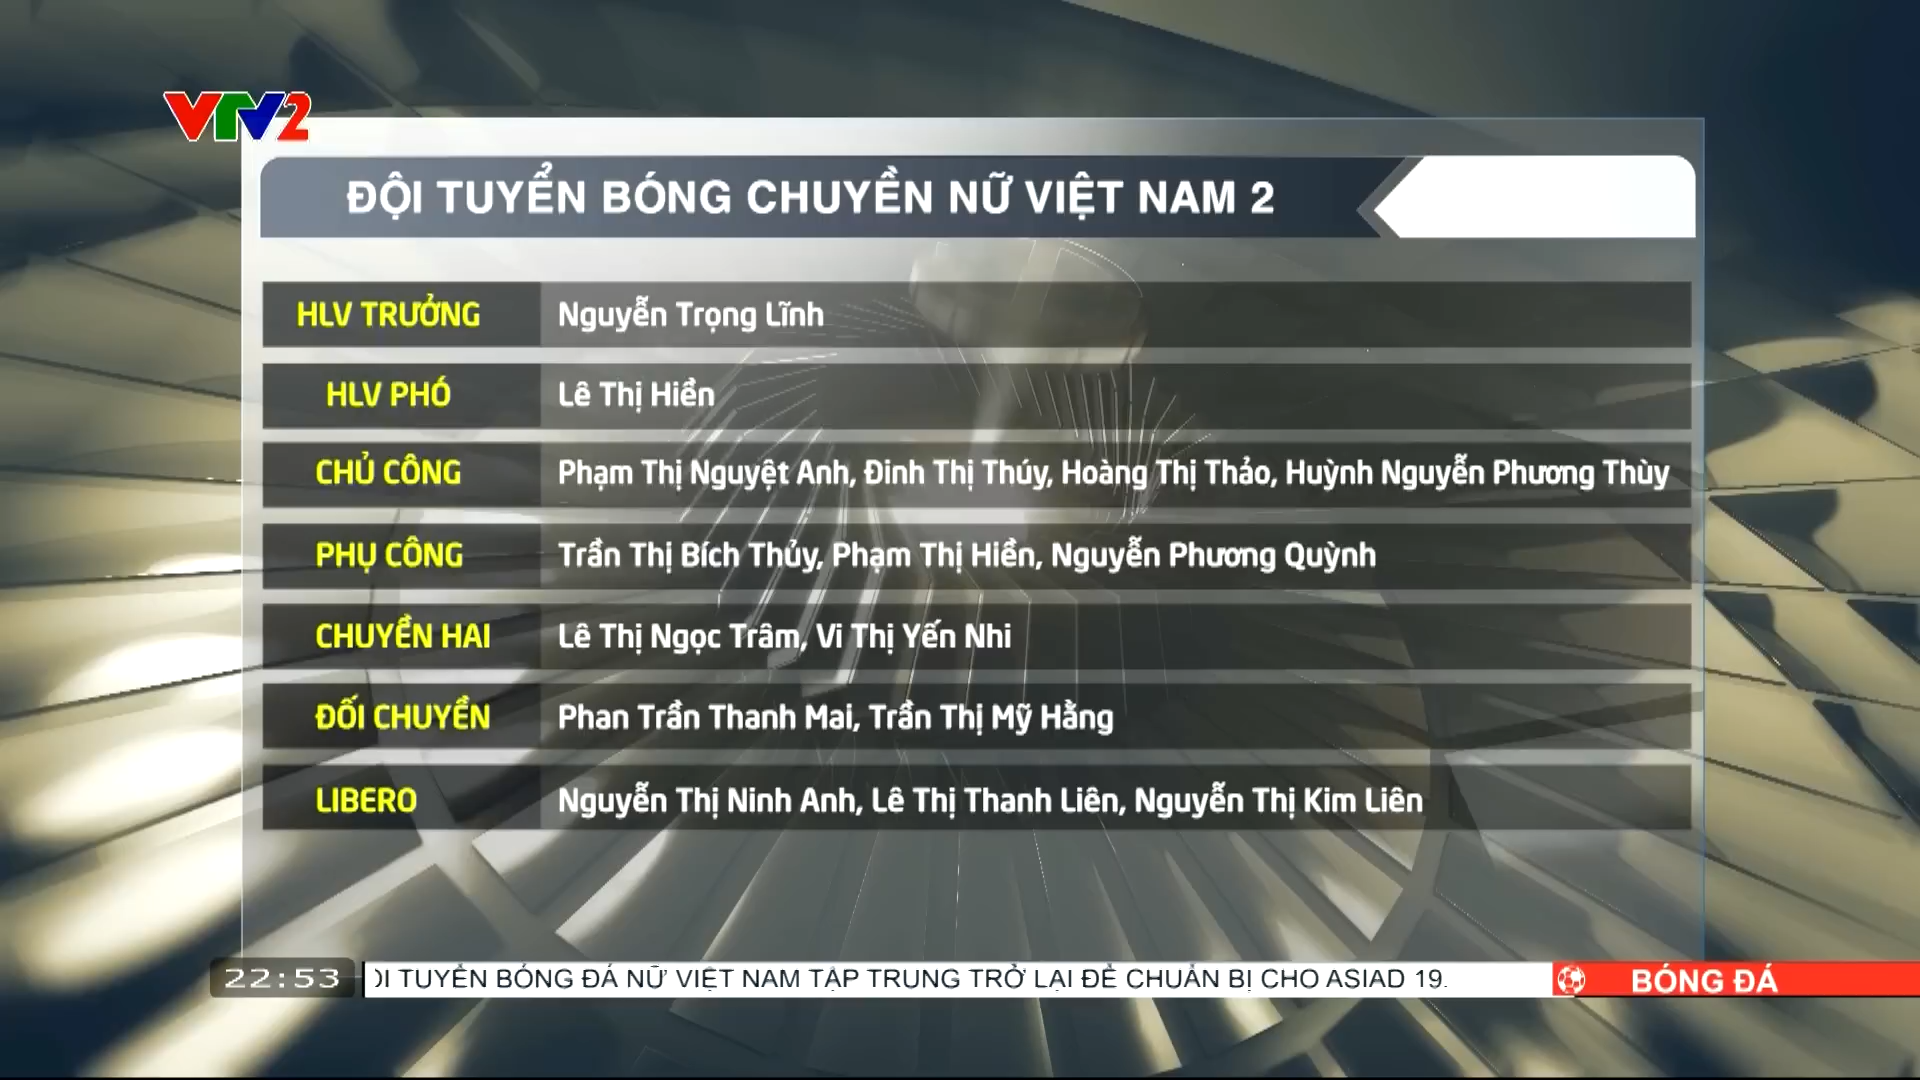 VTV2
ĐỘI TUYỂN BÓNG CHUYỀN NỮ VIỆT NAM 2
HLV TRƯỞNG Nguyễn Trọng Lĩnh
HLV PHÓ Lê Thị Hiền
CHỦ CÔNG Phạm Thị Nguyệt Anh, Đinh Thị Thúy, Hoàng Thị Thảo, Huỳnh Nguyễn Phương Thùy
PHỤ CÔNG Trần Thị Bích Thủy, Phạm Thị Hiền, Nguyễn Phương Quỳnh
CHUYỀN HAI Lê Thị Ngọc Trâm, Vi Thị Yến Nhi
ĐỐI CHUYỀN Phan Trần Thanh Mai, Trần Thị Mỹ Hằng
LIBERO Nguyễn Thị Ninh Anh, Lê Thị Thanh Liên, Nguyễn Thị Kim Liên
22:53 TUYỂN BÓNG ĐÁ NỮ VIỆT NAM TẬP TRUNG TRỞ LẠI ĐỂ CHUẨN BỊ CHO ASIAD 19. BÓNG ĐÁ